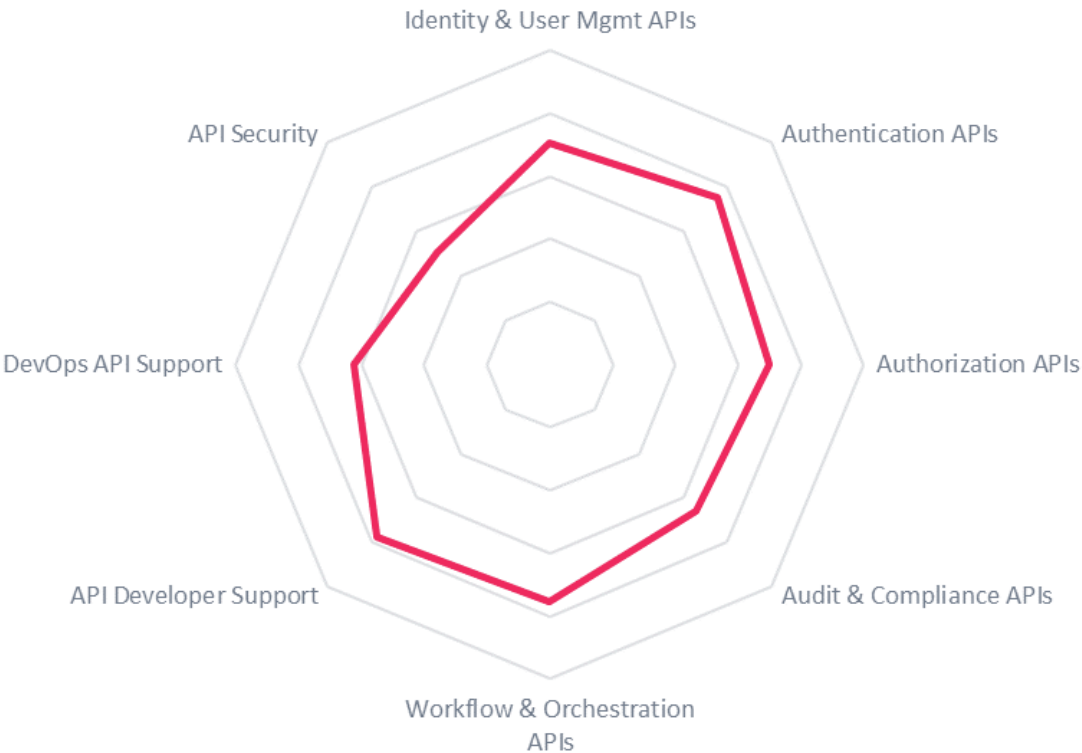 Identity & User Mgmt APIs
API Security
Authentication APIs
DevOps API Support
Authorization APIs
API Developer Support
Audit & Compliance APIs
Workflow & Orchestration
APIs